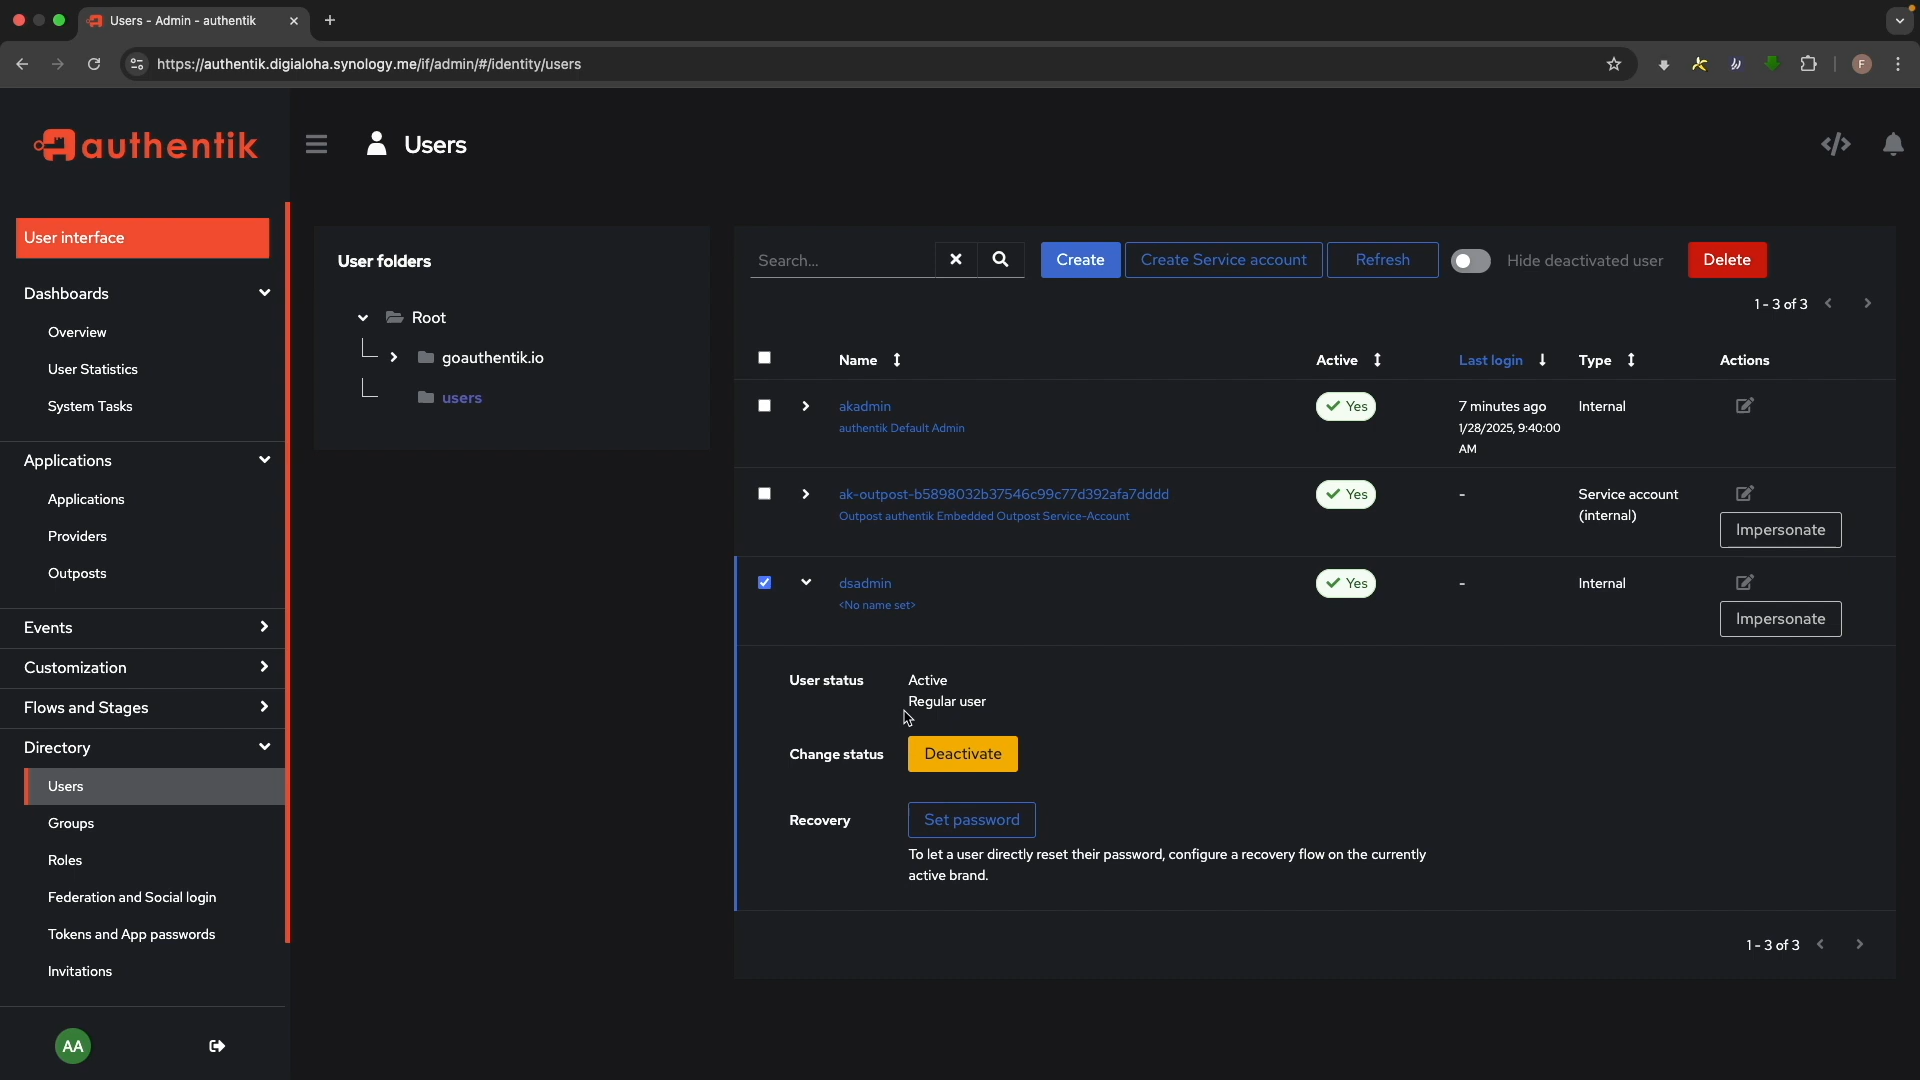 Users - Admin - authentik
https://authentik.digialoha.synology.me/if/admin/#/identity/users
F
authentik
Users
User interface
Dashboards
Overview
User Statistics
System Tasks
Applications
Applications
Providers
Outposts
Events
Customization
Flows and Stages
Directory
Users
Groups
Roles
Federation and Social login
Tokens and App passwords
Invitations
AA
User folders
Root
goauthentik.io
users
Search...
Create
Create Service account
Refresh
Hide deactivated user
Delete
1 - 3 of 3
Name
Active
Last login
Type
Actions
akadmin
authentik Default Admin
Yes
7 minutes ago
1/28/2025, 9:40:00
AM
Internal
ak-outpost-b5898032b37546c99c77d392afa7dddd
Outpost authentik Embedded Outpost Service-Account
Yes
-
Service account
(internal)
Impersonate
dsadmin
<No name set>
Yes
-
Internal
Impersonate
User status
Active
Regular user
Change status
Deactivate
Recovery
Set password
To let a user directly reset their password, configure a recovery flow on the currently
active brand.
1 - 3 of 3